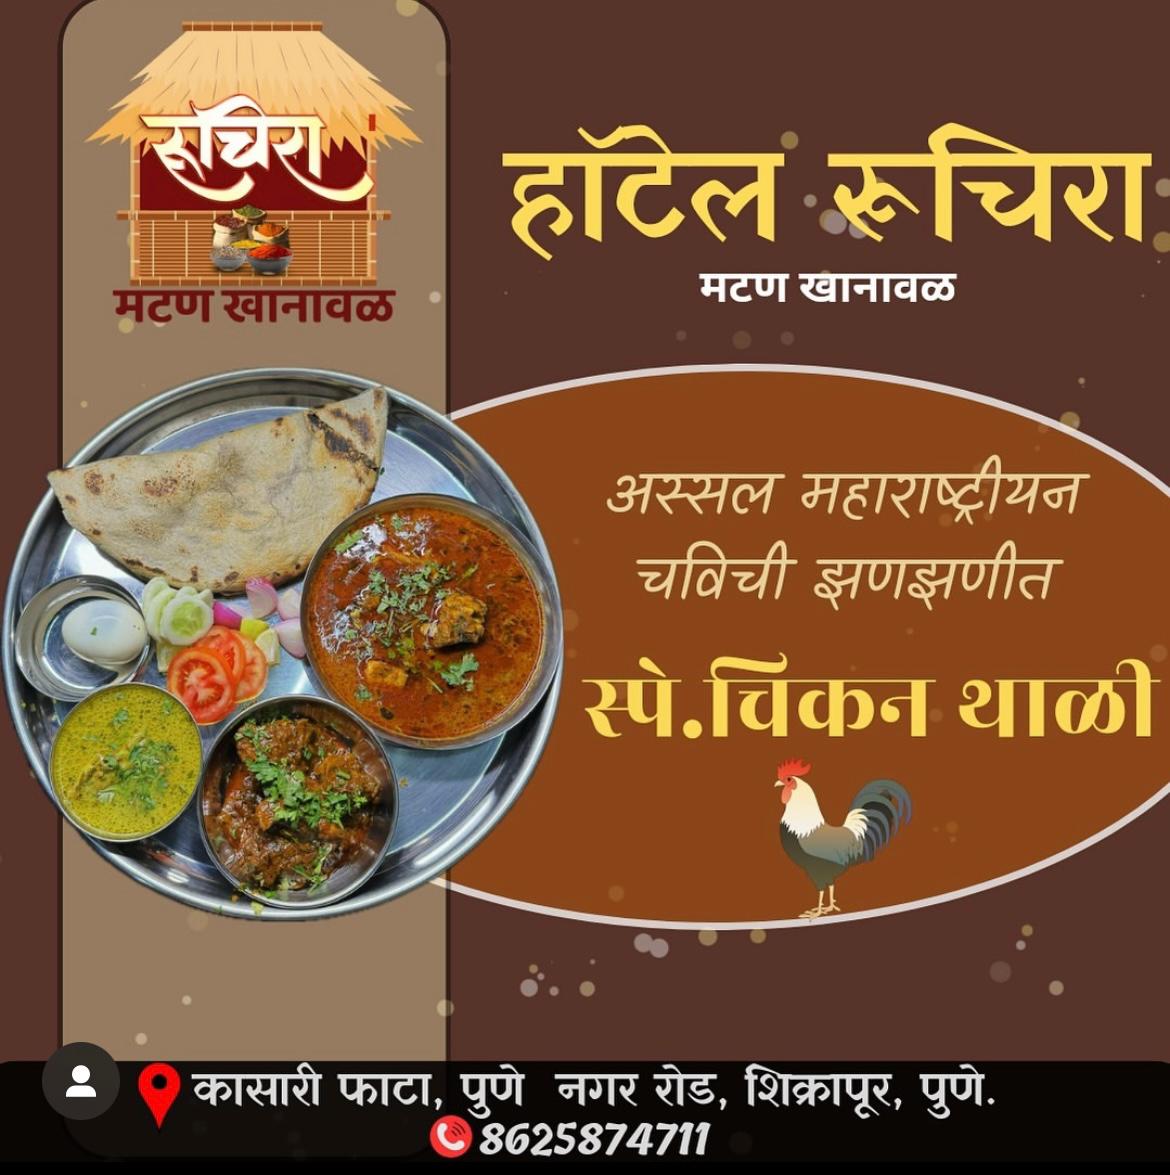 रूचिरा
मटण खानावळ
हॉटेल रूचिरा
मटण खानावळ
अस्सल महाराष्ट्रीयन
चविची झणझणीत
स्पे.चिकन थाळी
कासारी फाटा, पुणे नगर रोड, शिक्रापूर, पुणे.
8625874711